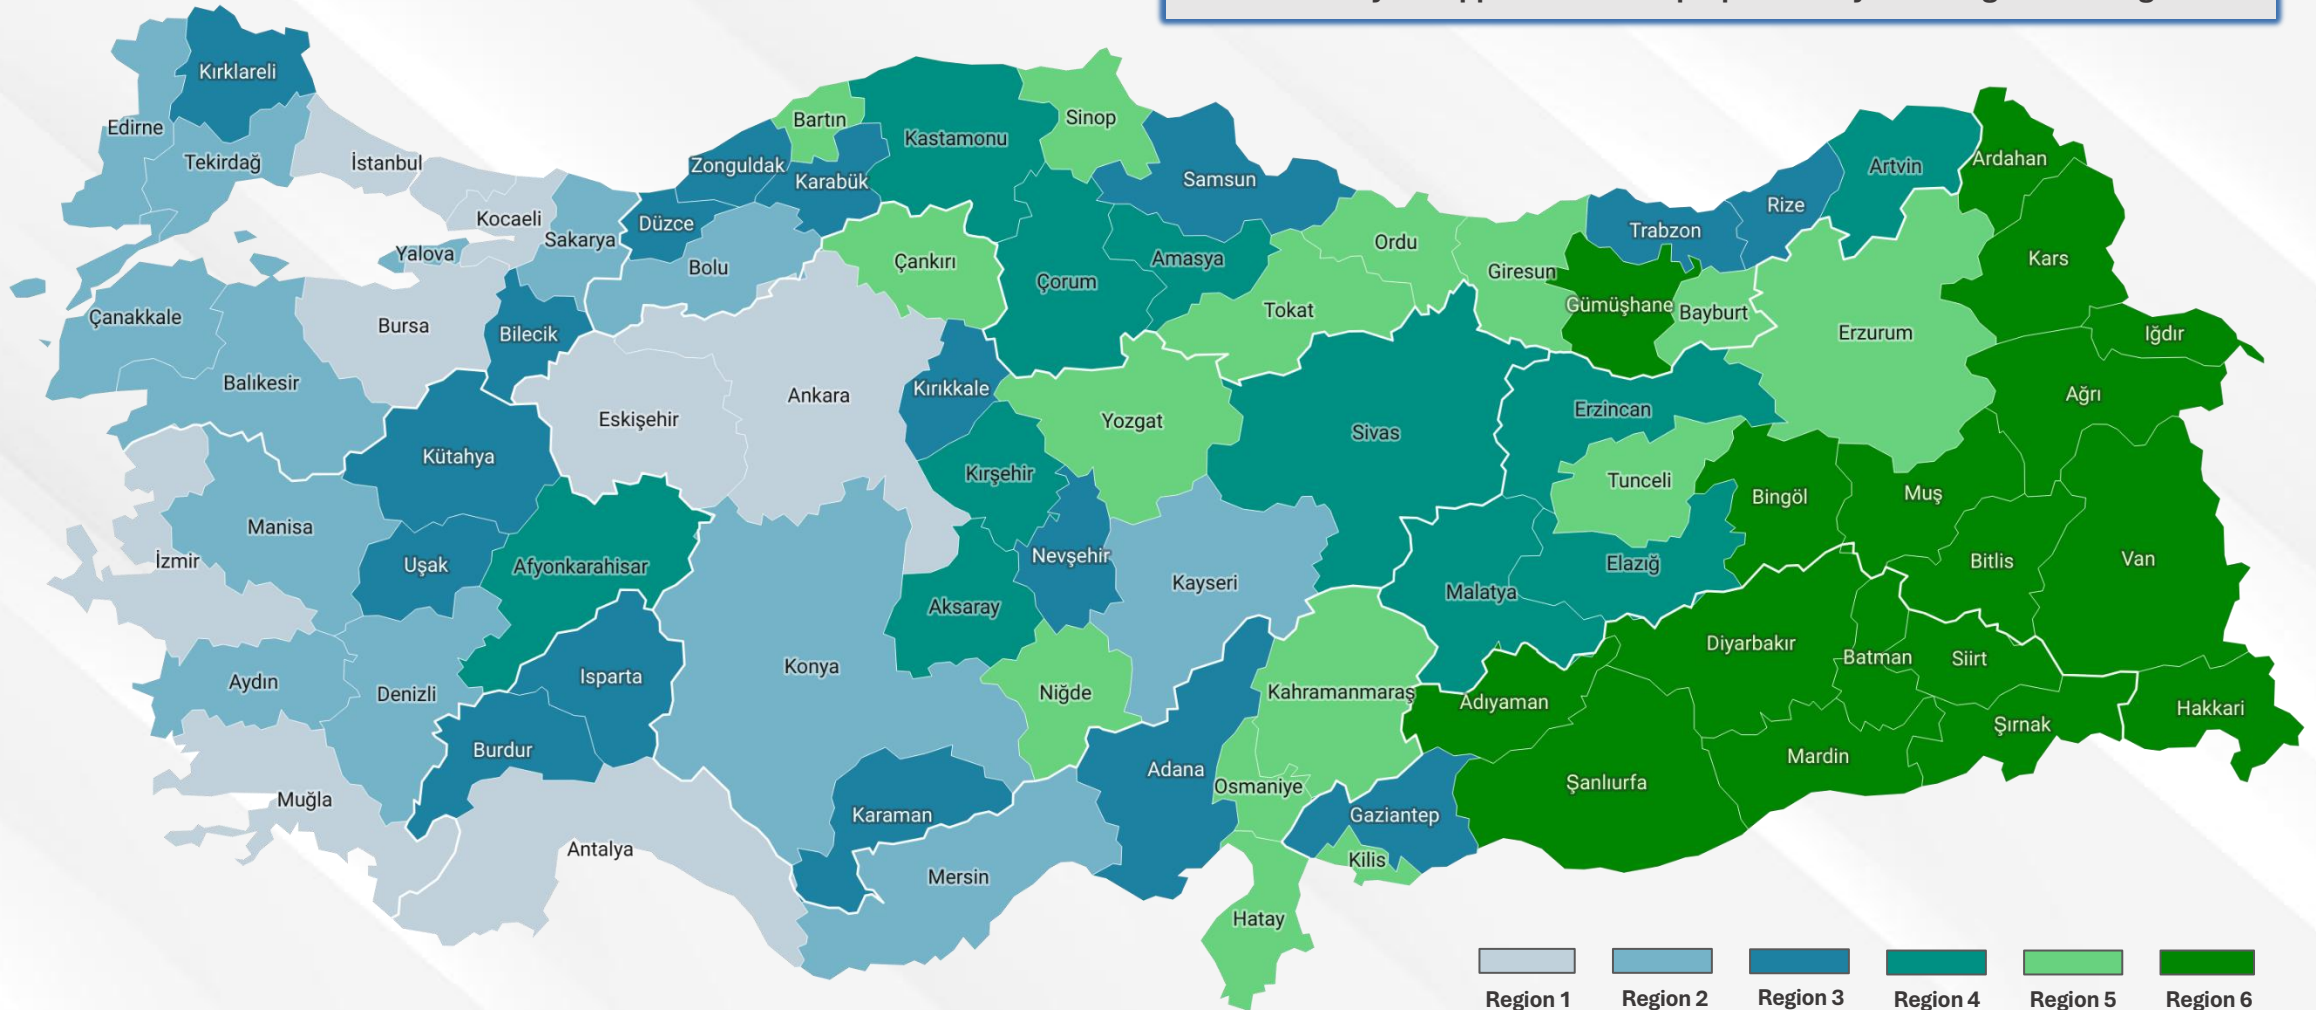 Kırklareli
Edirne
Tekirdağ
İstanbul
Kocaeli
Sakarya
Yalova
Düzce
Bolu
Zonguldak
Bartın
Karabük
Kastamonu
Sinop
Samsun
Çankırı
Çorum
Amasya
Ordu
Tokat
Giresun
Gümüşhane
Bayburt
Trabzon
Rize
Artvin
Ardahan
Kars
Iğdır
Ağrı
Erzurum
Çanakkale
Balıkesir
Bursa
Bilecik
Eskişehir
Ankara
Kırıkkale
Yozgat
Sivas
Erzincan
Tunceli
Bingöl
Muş
Bitlis
Van
Kütahya
Kırşehir
Manisa
İzmir
Uşak
Afyonkarahisar
Nevşehir
Aksaray
Kayseri
Malatya
Elazığ
Diyarbakır
Batman
Siirt
Şırnak
Hakkari
Aydın
Denizli
Isparta
Burdur
Konya
Niğde
Kahramanmaraş
Adıyaman
Şanlıurfa
Mardin
Muğla
Antalya
Karaman
Mersin
Adana
Osmaniye
Gaziantep
Kilis
Hatay
Region 1
Region 2
Region 3
Region 4
Region 5
Region 6